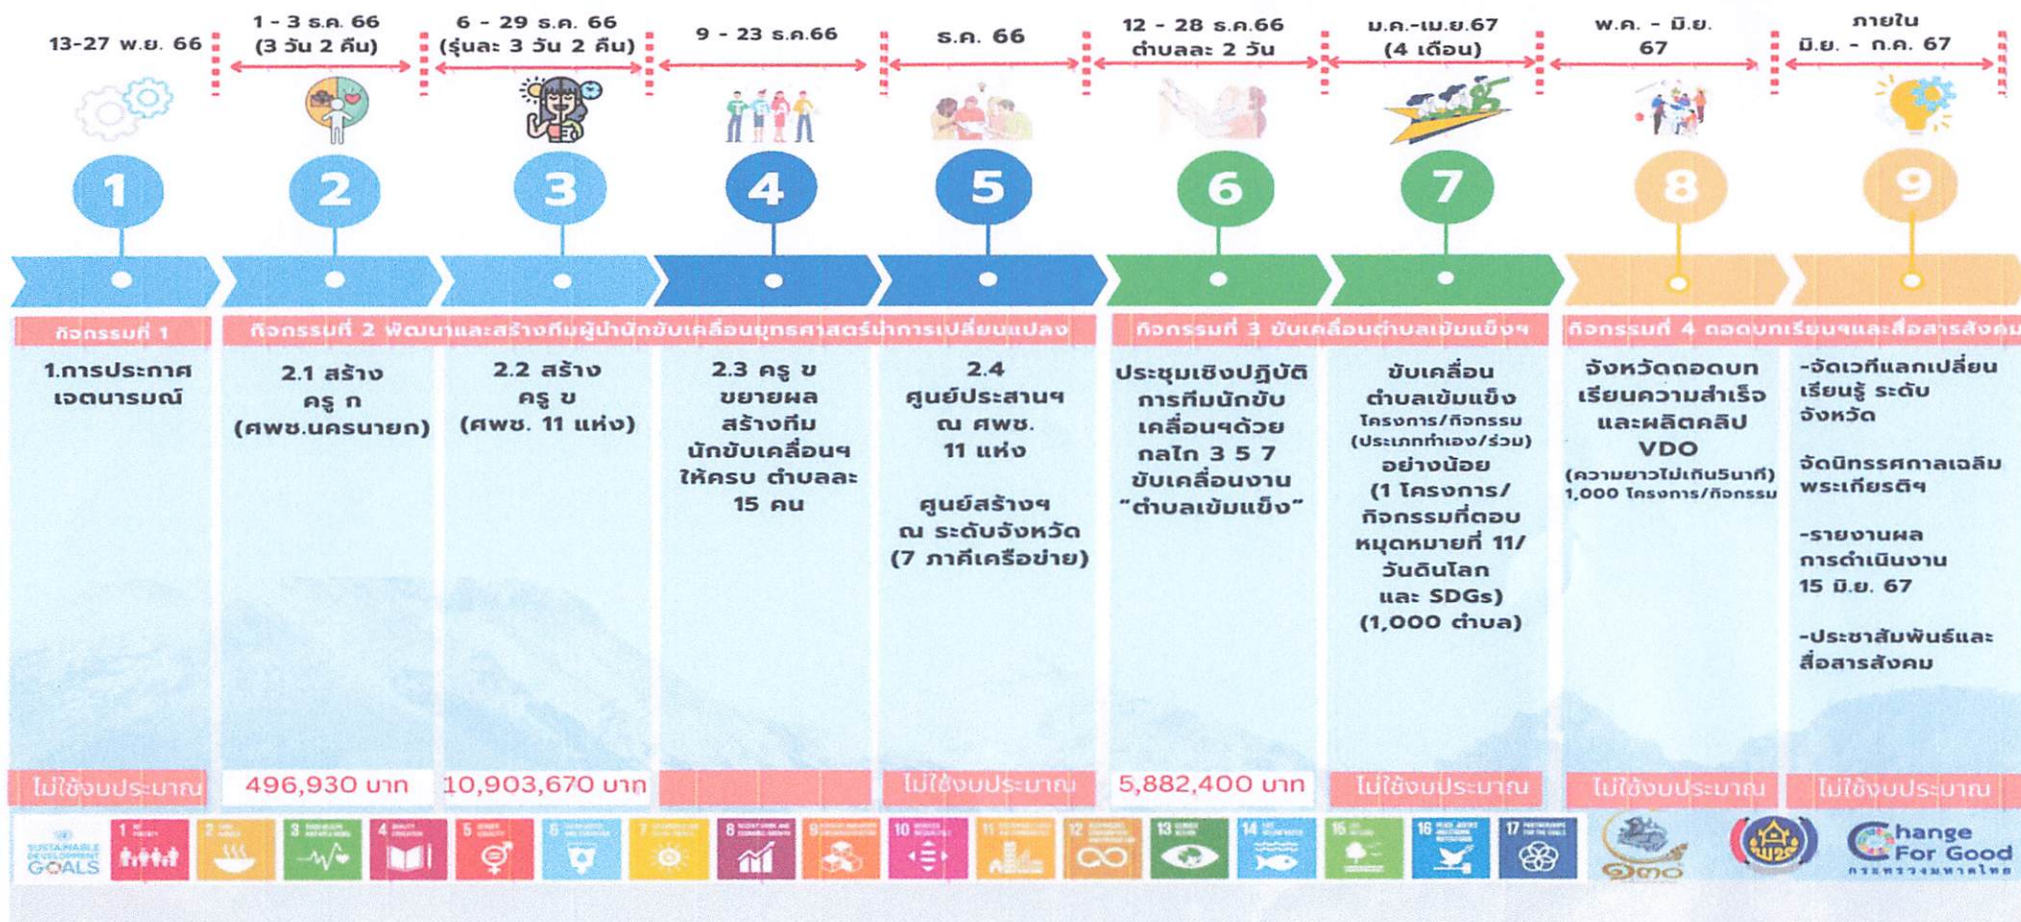 13-27 พ.ย. 66
1 - 3 ธ.ค. 66
(3 วัน 2 คืน)
6 - 29 ธ.ค. 66
(รุ่นละ 3 วัน 2 คืน)
9 - 23 ธ.ค.66
ธ.ค. 66
12 - 28 ธ.ค.66
ตำบลละ 2 วัน
ม.ค.-เม.ย.67
(4 เดือน)
พ.ค. - มิ.ย.
67
ภายใน
มิ.ย. - ก.ค. 67
1
2
3
4
5
6
7
8
9
กิจกรรมที่ 1
กิจกรรมที่ 2 พัฒนาและสร้างทีมผู้นำนักขับเคลื่อนยุทธศาสตร์นำการเปลี่ยนแปลง
กิจกรรมที่ 3 ขับเคลื่อนตำบลเข้มแข็งฯ
กิจกรรมที่ 4 ถอดบทเรียนฯและสื่อสารสังคม
1.การประกาศ
เจตนารมณ์
2.1 สร้าง
ครู ก
(ศพช.นครนายก)
2.2 สร้าง
ครู ข
(ศพช. 11 แห่ง)
2.3 ครู ข
ขยายผล
สร้างทีม
นักขับเคลื่อนฯ
ให้ครบ ตำบลละ
15 คน
2.4
ศูนย์ประสานฯ
ณ ศพช.
11 แห่ง
ศูนย์สร้างฯ
ณ ระดับจังหวัด
(7 ภาคีเครือข่าย)
ประชุมเชิงปฏิบัติ
การทีมนักขับ
เคลื่อนฯด้วย
กลไก 3 5 7
ขับเคลื่อนงาน
“ตำบลเข้มแข็ง”
ขับเคลื่อน
ตำบลเข้มแข็ง
โครงการ/กิจกรรม
(ประเภททำเอง/ร่วม)
อย่างน้อย
(1 โครงการ/
กิจกรรมที่ตอบ
หมุดหมายที่ 11/
วันดินโลก
และ SDGs)
(1,000 ตำบล)
จังหวัดถอดบท
เรียนความสำเร็จ
และผลิตคลิป
VDO
(ความยาวไม่เกิน5นาที)
1,000 โครงการ/กิจกรรม
-จัดเวทีแลกเปลี่ยน
เรียนรู้ ระดับ
จังหวัด
จัดนิทรรศกาลเฉลิม
พระเกียรติฯ
-รายงานผล
การดำเนินงาน
15 มิ.ย. 67
-ประชาสัมพันธ์และ
สื่อสารสังคม
ไม่ใช้งบประมาณ
496,930 บาท
10,903,670 บาท
ไม่ใช้งบประมาณ
5,882,400 บาท
ไม่ใช้งบประมาณ
ไม่ใช้งบประมาณ
ไม่ใช้งบประมาณ
SUSTAINABLE
DEVELOPMENT
GOALS
1
2
3
4
5
6
7
8
9
10
11
12
13
14
15
16
17
๑๓๐
พช
Change
For Good
กระทรวงมหาดไทย